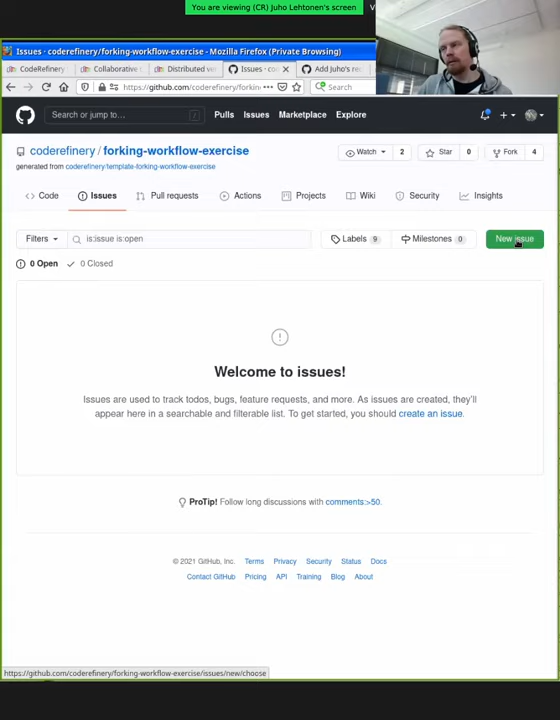 You are viewing (CR) Juho Lehtonen's screen
V
Issues · coderefinery/forking-workflow-exercise - Mozilla Firefox (Private Browsing)
CodeRefinery
Collaborative
Distributed ver
Issues · co
Add Juho's re
https://github.com/coderefinery/forkin
Search
Search or jump to…
/
Pulls
Issues
Marketplace
Explore
coderefinery / forking-workflow-exercise
generated from coderefinery/template-forking-workflow-exercise
Watch
2
Star
0
Fork
4
Code
Issues
Pull requests
Actions
Projects
Wiki
Security
Insights
Filters
is:issue is:open
Labels 9
Milestones 0
New issue
0 Open
0 Closed
Welcome to issues!
Issues are used to track todos, bugs, feature requests, and more. As issues are created, they'll
appear here in a searchable and filterable list. To get started, you should create an issue.
ProTip! Follow long discussions with comments:>50.
© 2021 GitHub, Inc.
Terms
Privacy
Security
Status
Docs
Contact GitHub
Pricing
API
Training
Blog
About
https://github.com/coderefinery/forking-workflow-exercise/issues/new/choose